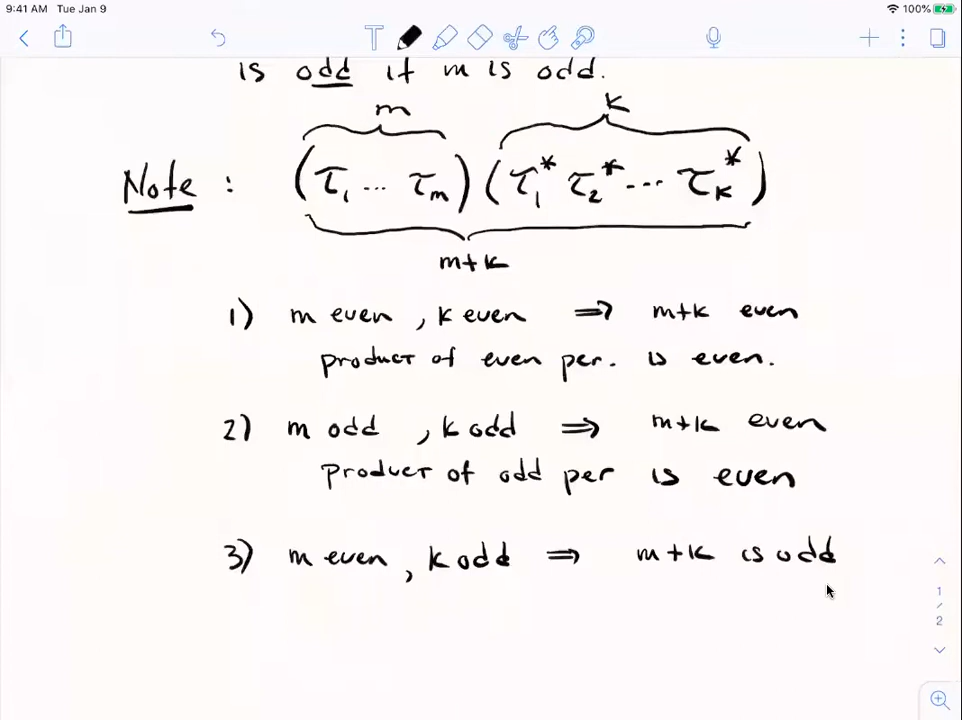 9:41 AM Tue Jan 9
100%
is odd if m is odd.
m k
Note : (τ₁ ... τₘ) (τ₁* τ₂* ... τₖ*)
m+k
1) m even , k even ⇒ m+k even
product of even per. is even.
2) m odd , k odd ⇒ m+k even
product of odd per is even
3) m even , k odd ⇒ m+k is odd
1
/
2